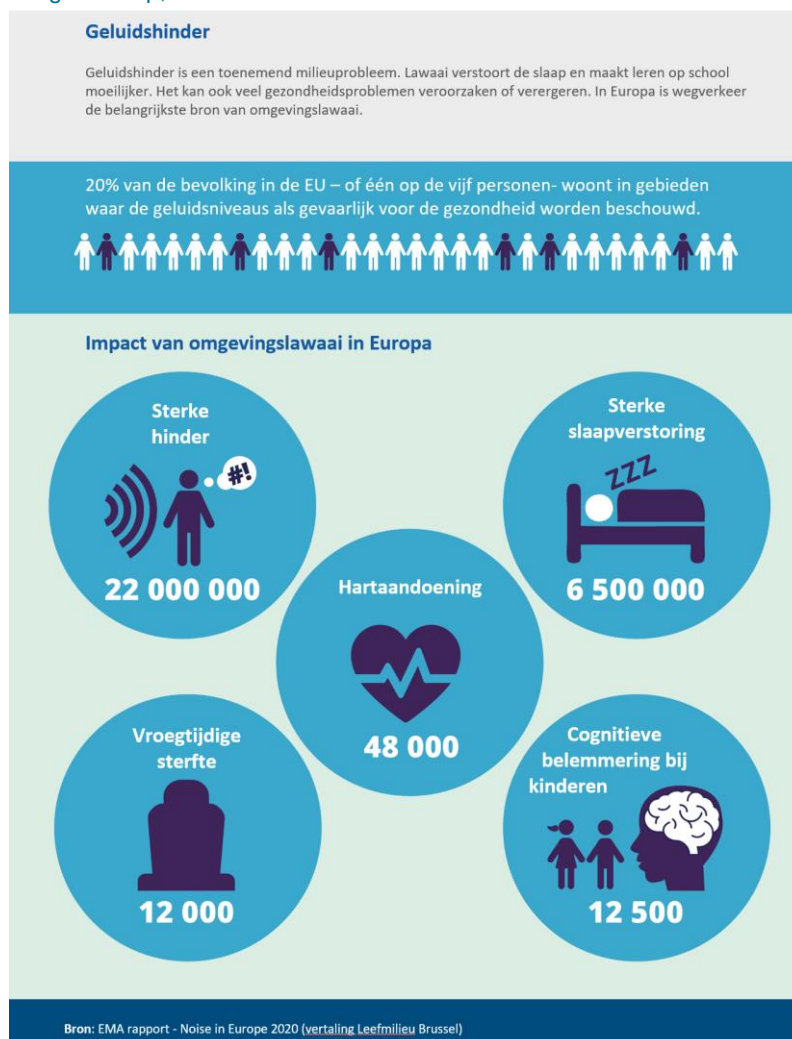 Geluidshinder
Geluidshinder is een toenemend milieuprobleem. Lawaai verstoort de slaap en maakt leren op school
moeilijker. Het kan ook veel gezondheidsproblemen veroorzaken of verergeren. In Europa is wegverkeer
de belangrijkste bron van omgevingslawaai.
20% van de bevolking in de EU – of één op de vijf personen- woont in gebieden
waar de geluidsniveaus als gevaarlijk voor de gezondheid worden beschouwd.
Impact van omgevingslawaai in Europa
Sterke
hinder
#!
22 000 000
Sterke
slaapverstoring
ZZZ
6 500 000
Hartaandoening
48 000
Vroegtijdige
sterfte
12 000
Cognitieve
belemmering bij
kinderen
12 500
Bron: EMA rapport - Noise in Europe 2020 (vertaling Leefmilieu Brussel)